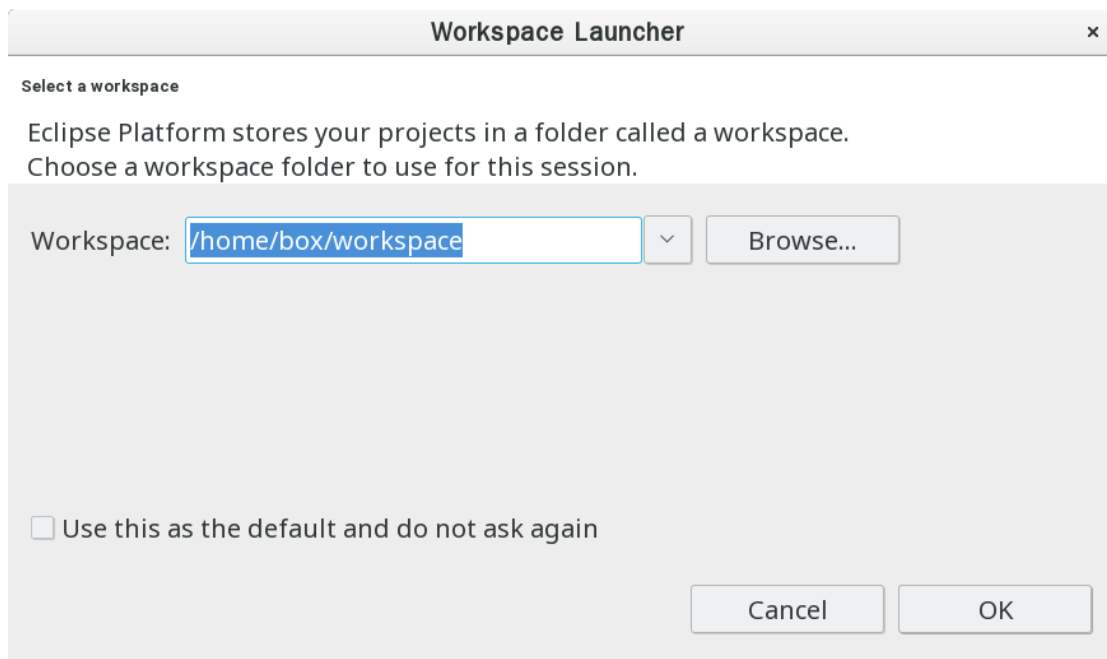 Workspace Launcher
Select a workspace
Eclipse Platform stores your projects in a folder called a workspace.
Choose a workspace folder to use for this session.
Workspace: /home/box/workspace Browse...
Use this as the default and do not ask again
Cancel OK